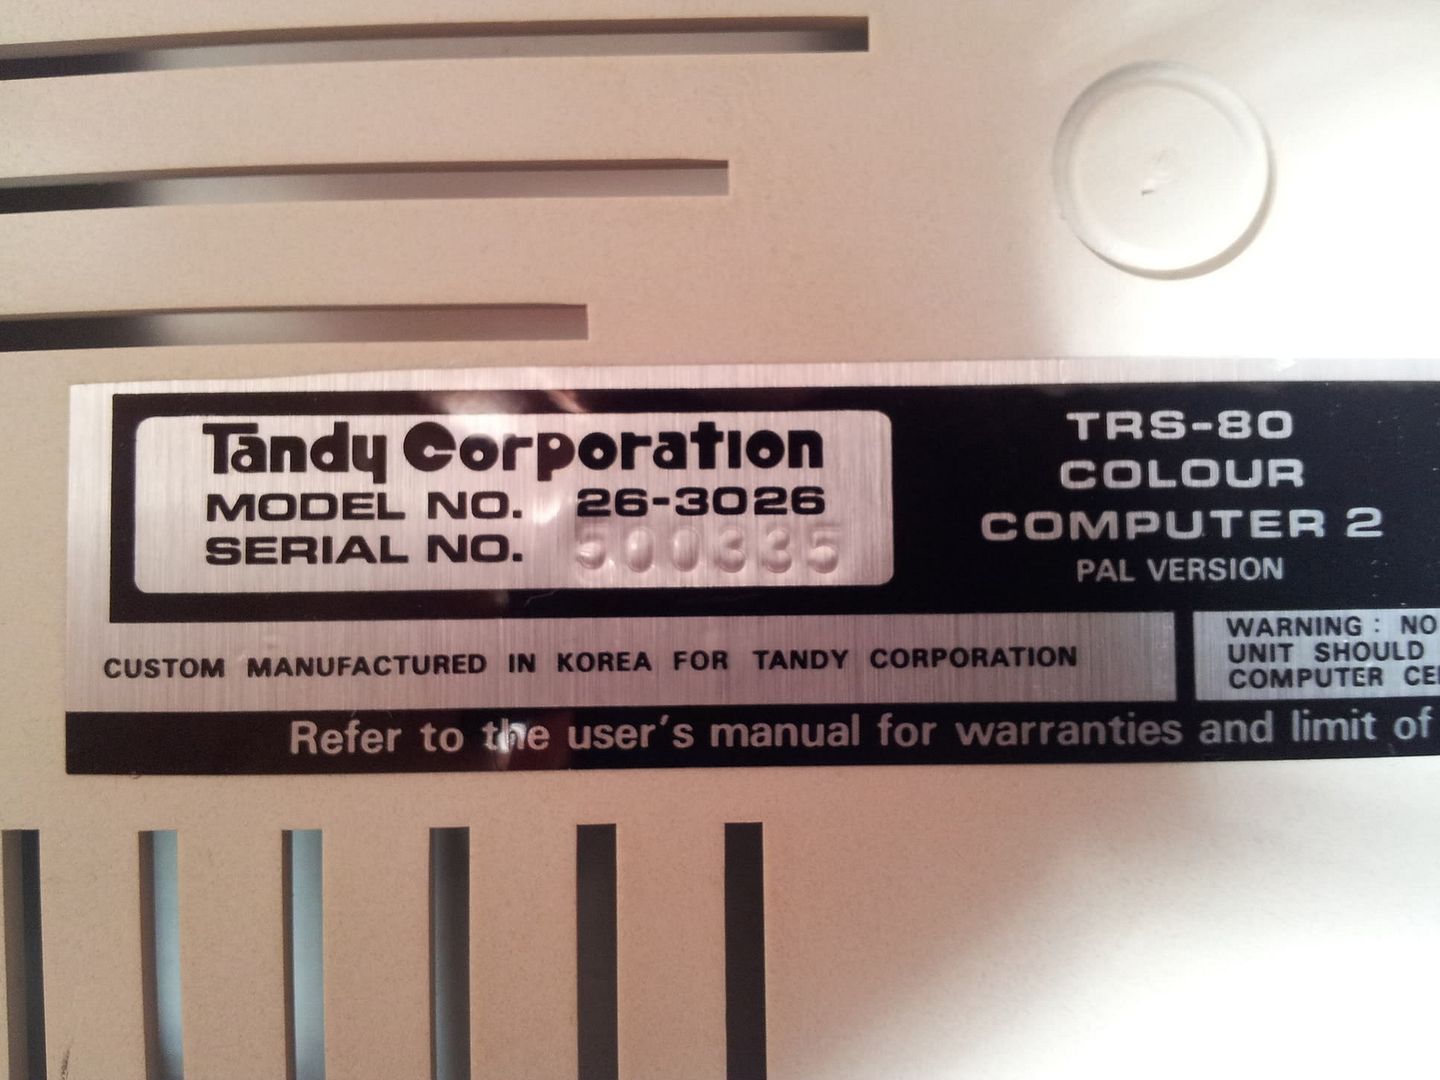 Tandy Corporation
MODEL NO. 26-3026
SERIAL NO. 500335
TRS-80
COLOUR
COMPUTER 2
PAL VERSION
CUSTOM MANUFACTURED IN KOREA FOR TANDY CORPORATION
WARNING : NO
UNIT SHOULD
COMPUTER CE
Refer to the user's manual for warranties and limit of